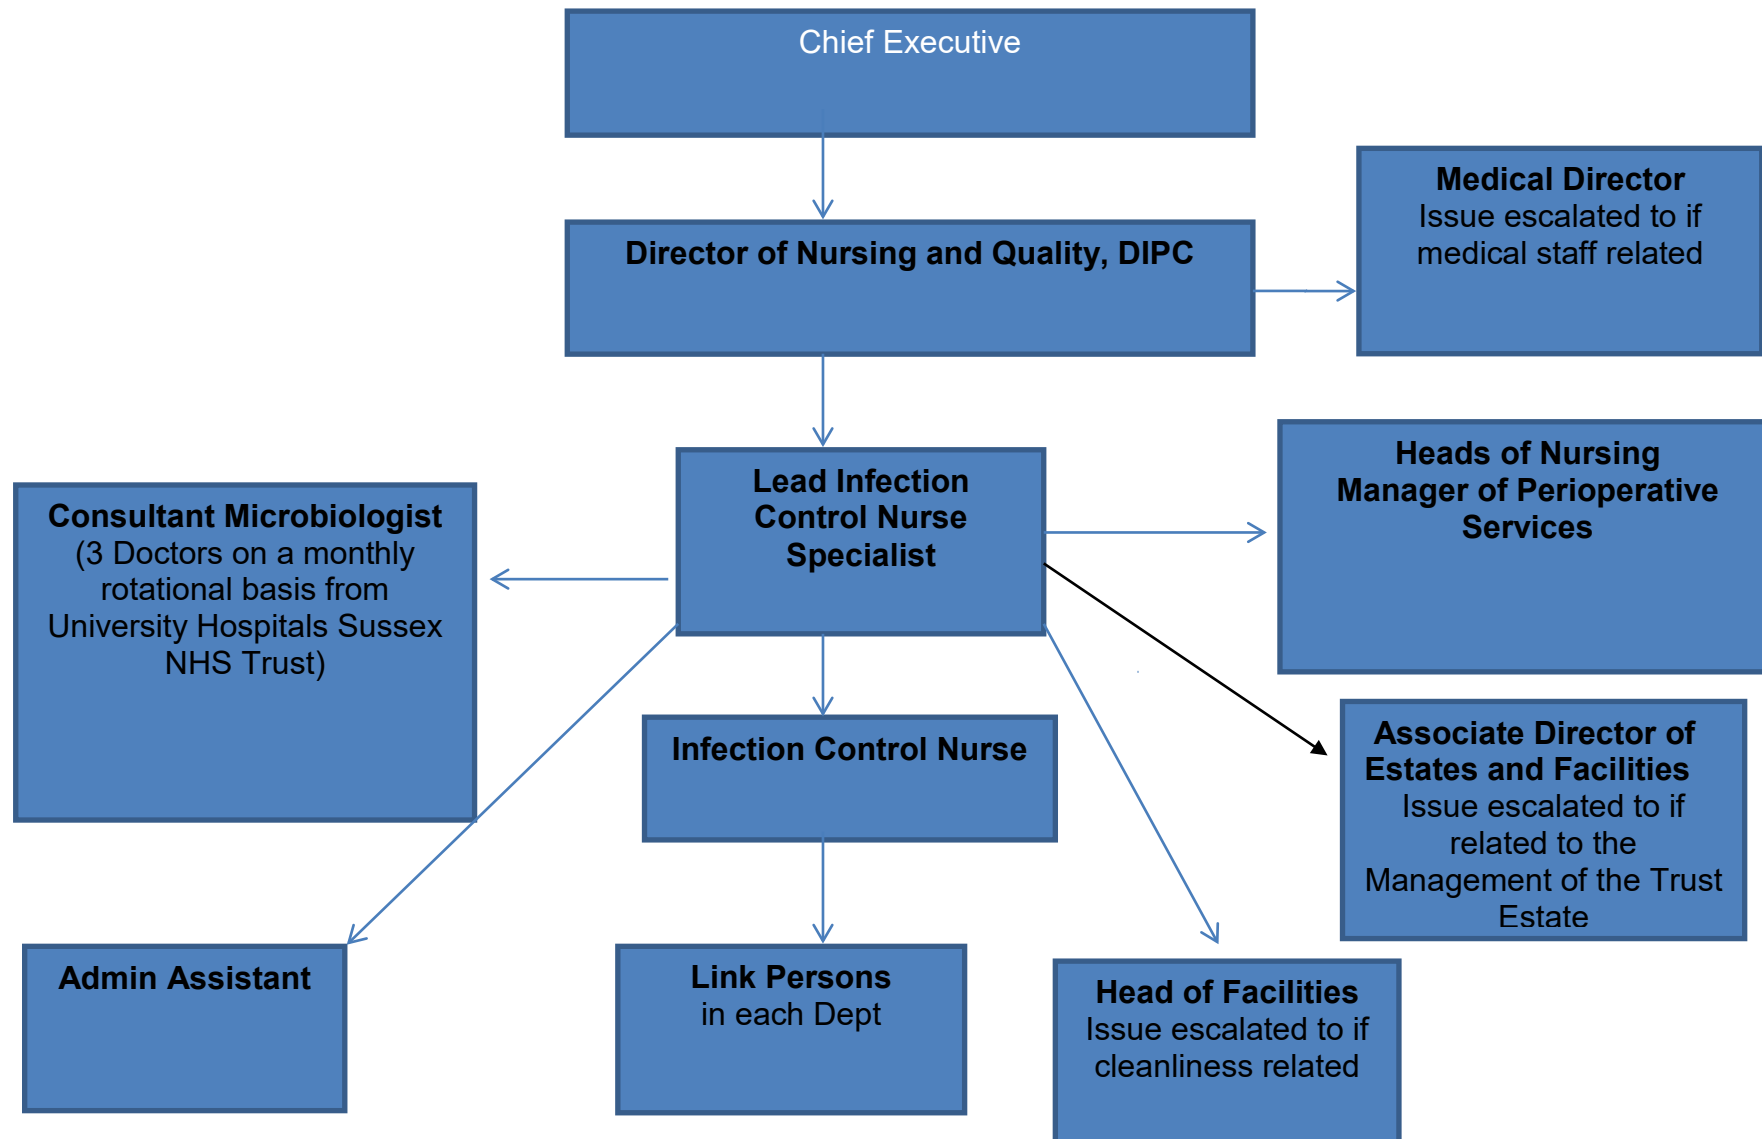 Chief Executive
Medical Director
Issue escalated to if
medical staff related
Director of Nursing and Quality, DIPC
Heads of Nursing
Manager of Perioperative
Services
Lead Infection
Control Nurse
Specialist
Consultant Microbiologist
(3 Doctors on a monthly
rotational basis from
University Hospitals Sussex
NHS Trust)
Associate Director of
Estates and Facilities
Issue escalated to if
related to the
Management of the Trust
Estate
Infection Control Nurse
Admin Assistant
Link Persons
in each Dept
Head of Facilities
Issue escalated to if
cleanliness related